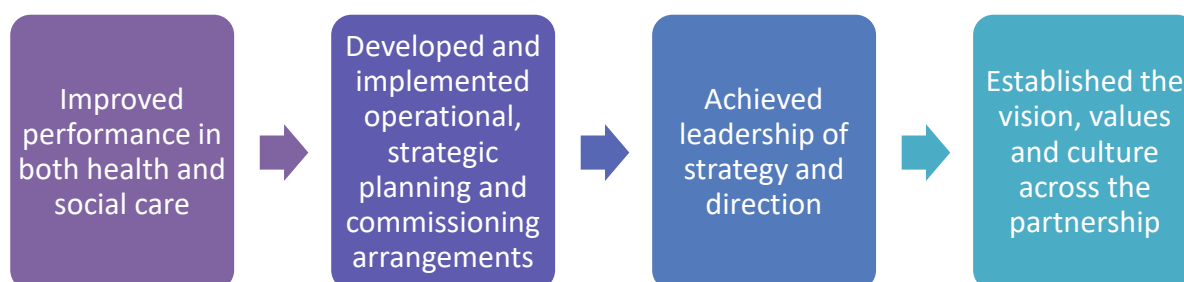 Improved
performance in
both health and
social care
Developed and
implemented
operational,
strategic
planning and
commissioning
arrangements
Achieved
leadership of
strategy and
direction
Established the
vision, values
and culture
across the
partnership